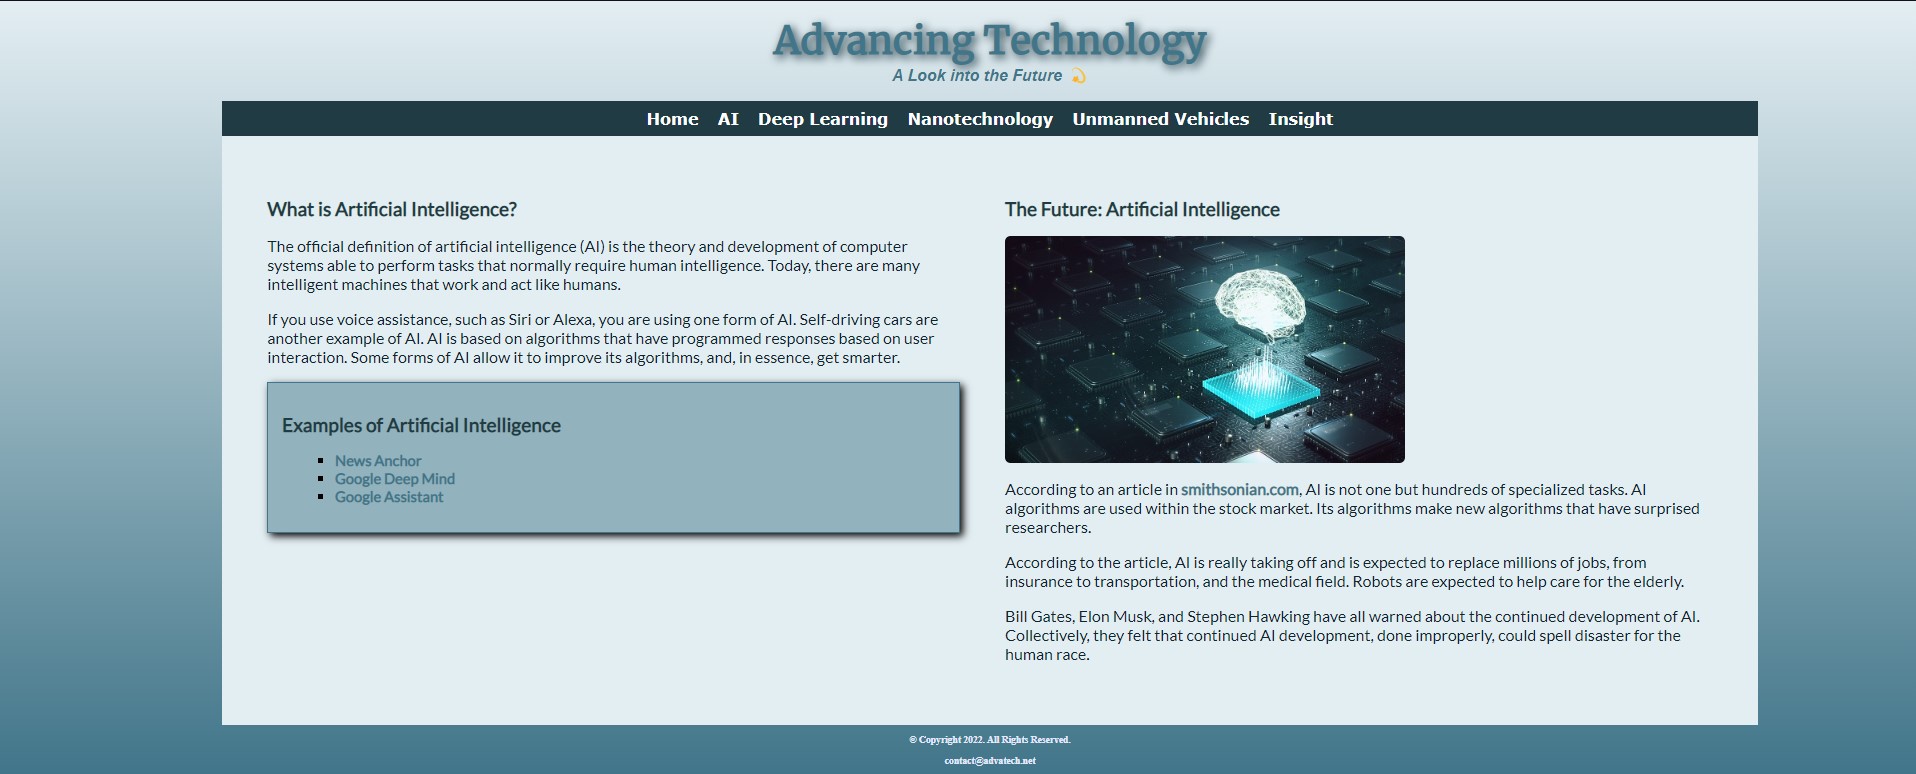 Advancing Technology
A Look into the Future 💫
Home AI Deep Learning Nanotechnology Unmanned Vehicles Insight
What is Artificial Intelligence?
The official definition of artificial intelligence (AI) is the theory and development of computer
systems able to perform tasks that normally require human intelligence. Today, there are many
intelligent machines that work and act like humans.
If you use voice assistance, such as Siri or Alexa, you are using one form of AI. Self-driving cars are
another example of AI. AI is based on algorithms that have programmed responses based on user
interaction. Some forms of AI allow it to improve its algorithms, and, in essence, get smarter.
Examples of Artificial Intelligence
News Anchor
Google Deep Mind
Google Assistant
The Future: Artificial Intelligence
According to an article in smithsonian.com, AI is not one but hundreds of specialized tasks. AI
algorithms are used within the stock market. Its algorithms make new algorithms that have surprised
researchers.
According to the article, AI is really taking off and is expected to replace millions of jobs, from
insurance to transportation, and the medical field. Robots are expected to help care for the elderly.
Bill Gates, Elon Musk, and Stephen Hawking have all warned about the continued development of AI.
Collectively, they felt that continued AI development, done improperly, could spell disaster for the
human race.
© Copyright 2022. All Rights Reserved.
contact@advatech.net